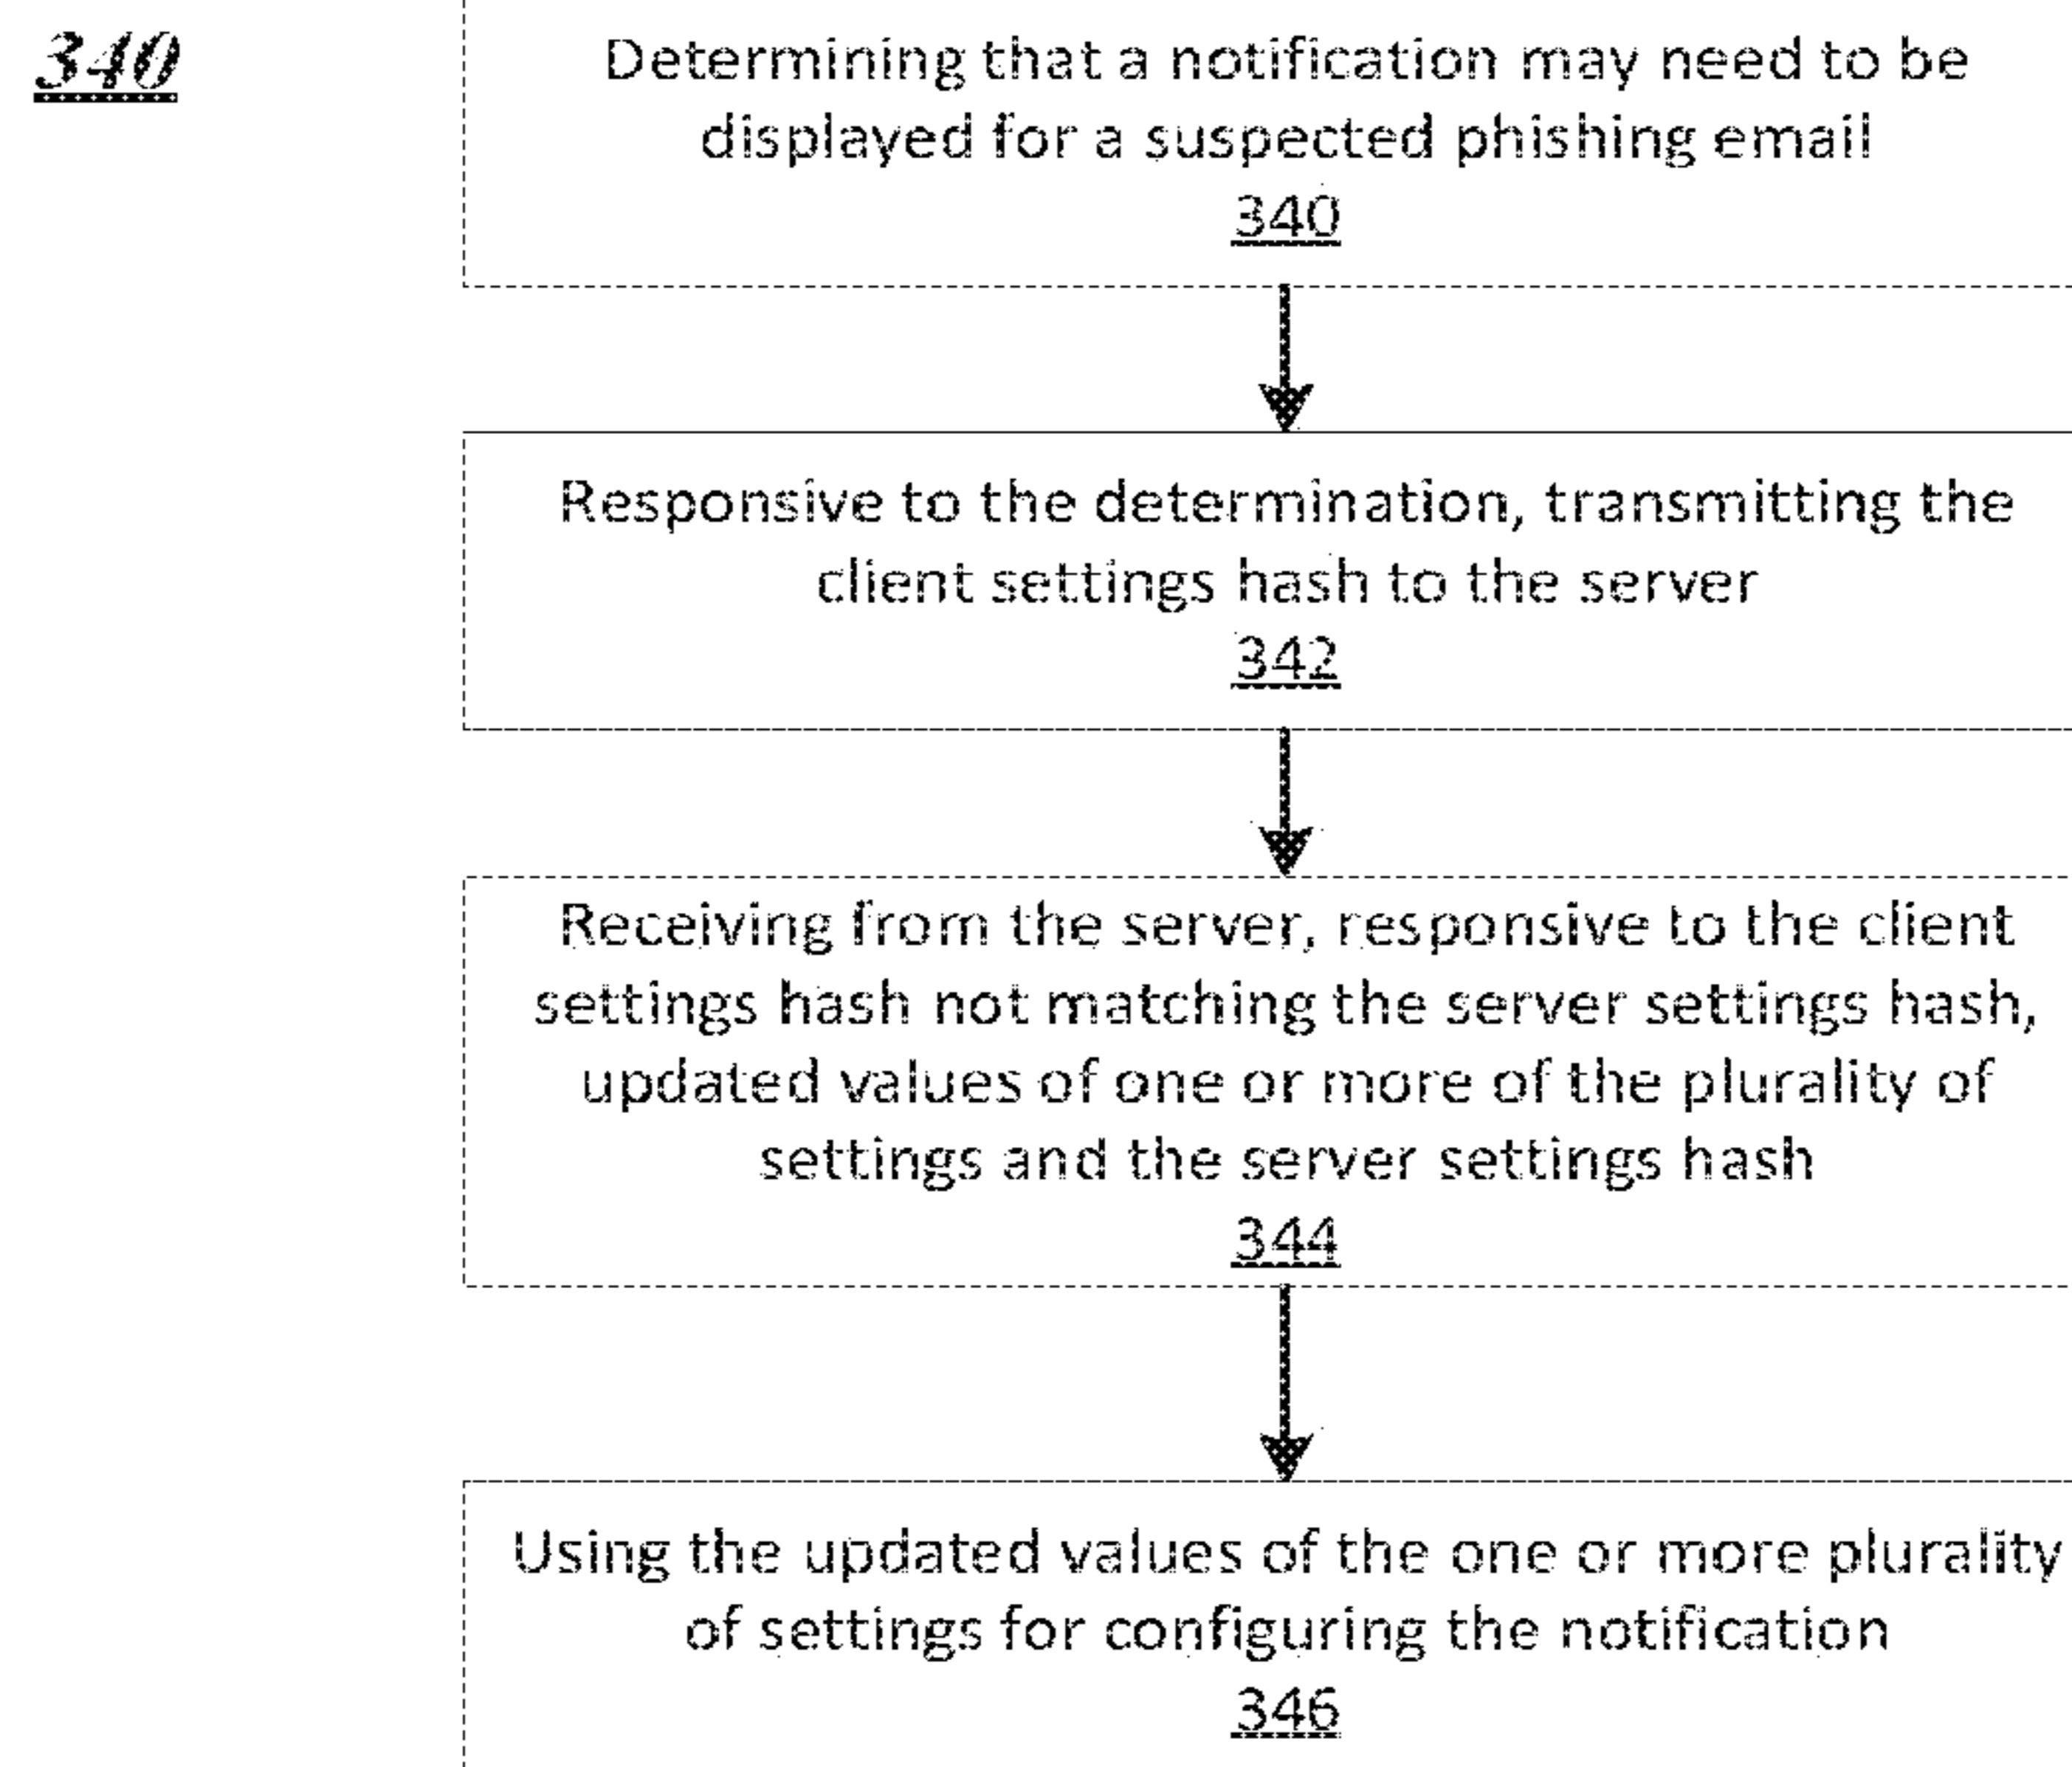 340
Determining that a notification may need to be
displayed for a suspected phishing email
340
Responsive to the determination, transmitting the
client settings hash to the server
342
Receiving from the server, responsive to the client
settings hash not matching the server settings hash,
updated values of one or more of the plurality of
settings and the server settings hash
344
Using the updated values of the one or more plurality
of settings for configuring the notification
346